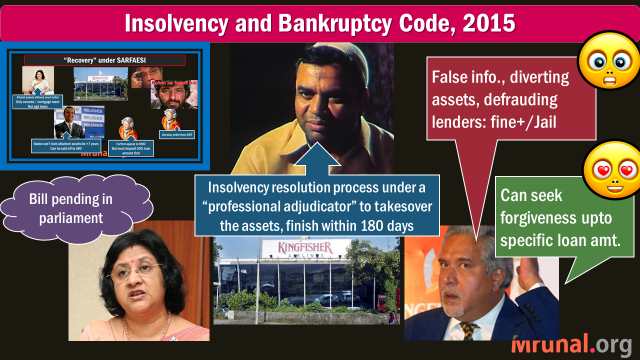 Insolvency and Bankruptcy Code, 2015
"Recovery" under SARFAESI
mrunal
False info., diverting
assets, defrauding
lenders: fine+/Jail
Bill pending in
parliament
Insolvency resolution process under a
"professional adjudicator" to takesover
the assets, finish within 180 days
Can seek
forgiveness upto
specific loan amt.
KINGFISHER
mrunal.org